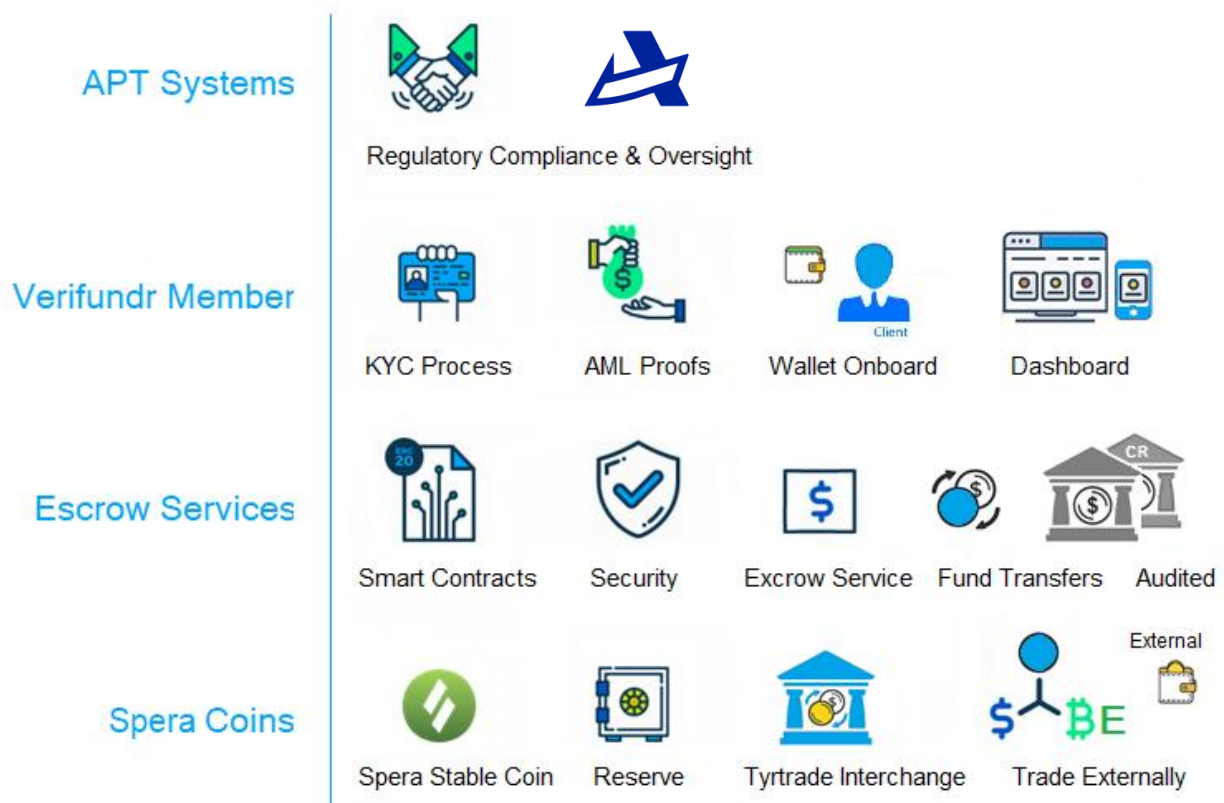 APT Systems
Regulatory Compliance & Oversight
Verifundr Member
Client
KYC Process
AML Proofs
Wallet Onboard
Dashboard
Escrow Services
ERC
20
CR
Smart Contracts
Security
Excrow Service
Fund Transfers
Audited
Spera Coins
External
Spera Stable Coin
Reserve
Tyrtrade Interchange
Trade Externally